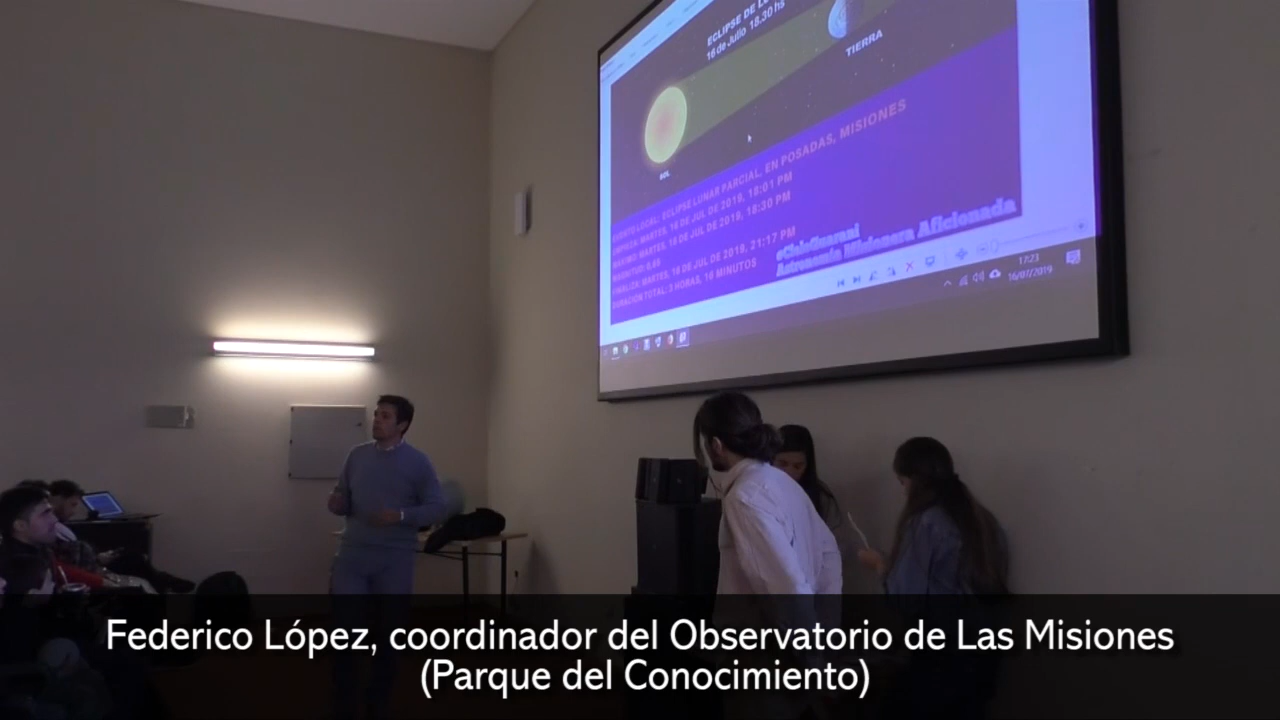 ECLIPSE DE LU
16 de Julio 18.30 hs
TIERRA
SOL
EVENTO LOCAL: ECLIPSE LUNAR PARCIAL, EN POSADAS, MISIONES
EMPIEZA: MARTES, 16 DE JUL DE 2019, 18:01 PM
MÁXIMO: MARTES, 16 DE JUL DE 2019, 18:30 PM
MAGNITUD: 0,65
FINALIZA: MARTES, 16 DE JUL DE 2019, 21:17 PM
DURACIÓN TOTAL: 3 HORAS, 16 MINUTOS
Astronomía Misionera Aficionada
17:23
16/07/2019
Federico López, coordinador del Observatorio de Las Misiones
(Parque del Conocimiento)